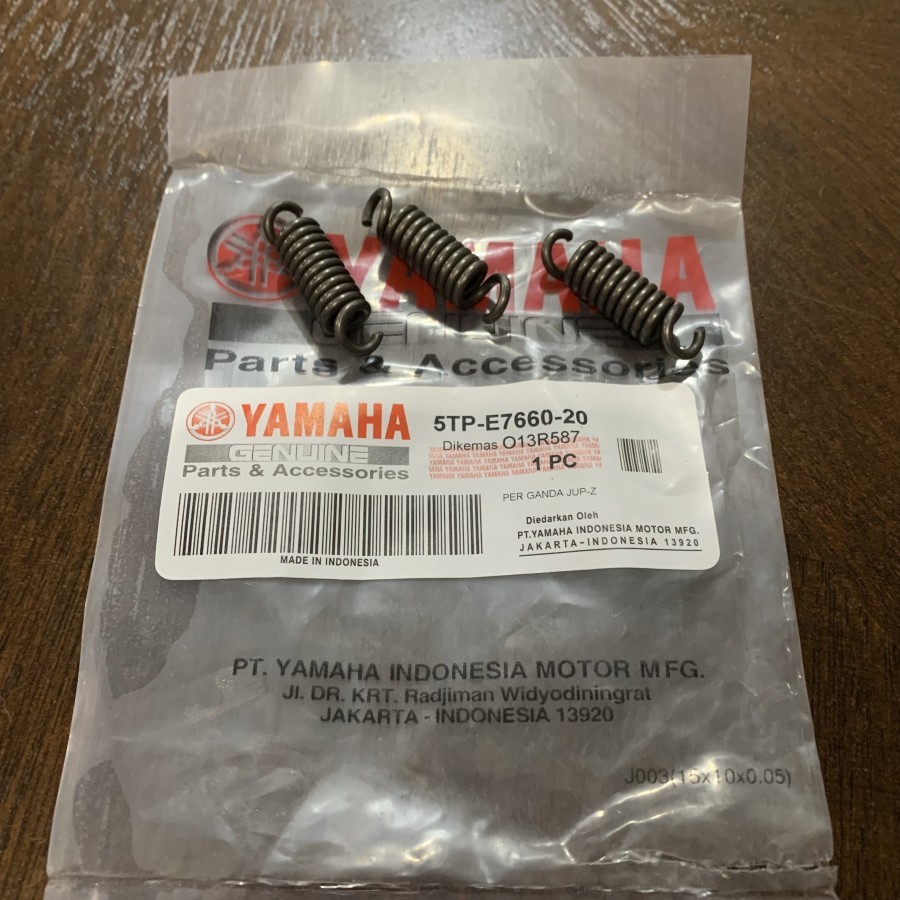 YAMAHA
GENUINE
Parts & Accessories
YAMAHA
GENUINE
Parts & Accessories
5TP-E7660-20
Dikemas O13R587
1 PC
PER GANDA JUP-Z
Diedarkan Oleh
PT.YAMAHA INDONESIA MOTOR MFG.
JAKARTA-INDONESIA 13920
MADE IN INDONESIA
PT. YAMAHA INDONESIA MOTOR MFG.
Jl. DR. KRT. Radjiman Widyodiningrat
JAKARTA - INDONESIA 13920
J003(15x10x0.05)